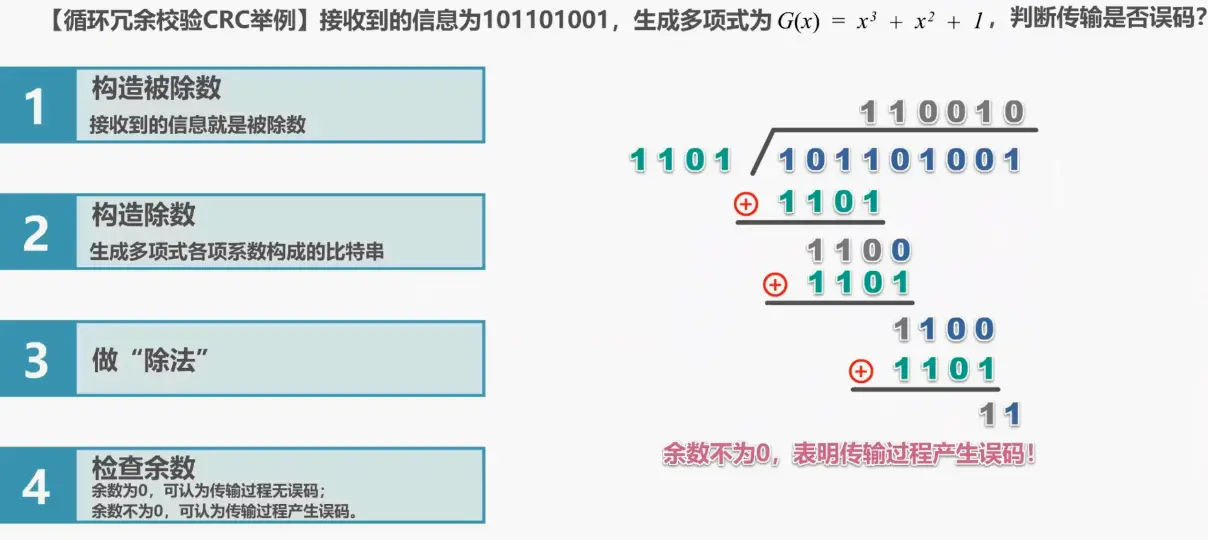 【循环冗余校验CRC举例】接收到的信息为101101001，生成多项式为 G(x) = x³ + x² + 1，判断传输是否误码？
1
构造被除数
接收到的信息就是被除数
2
构造除数
生成多项式各项系数构成的比特串
3
做“除法”
4
检查余数
余数为0，可认为传输过程无误码；
余数不为0，可认为传输过程产生误码。
110010
1101 101101001
1101
1100
1101
1100
1101
11
余数不为0，表明传输过程产生误码！